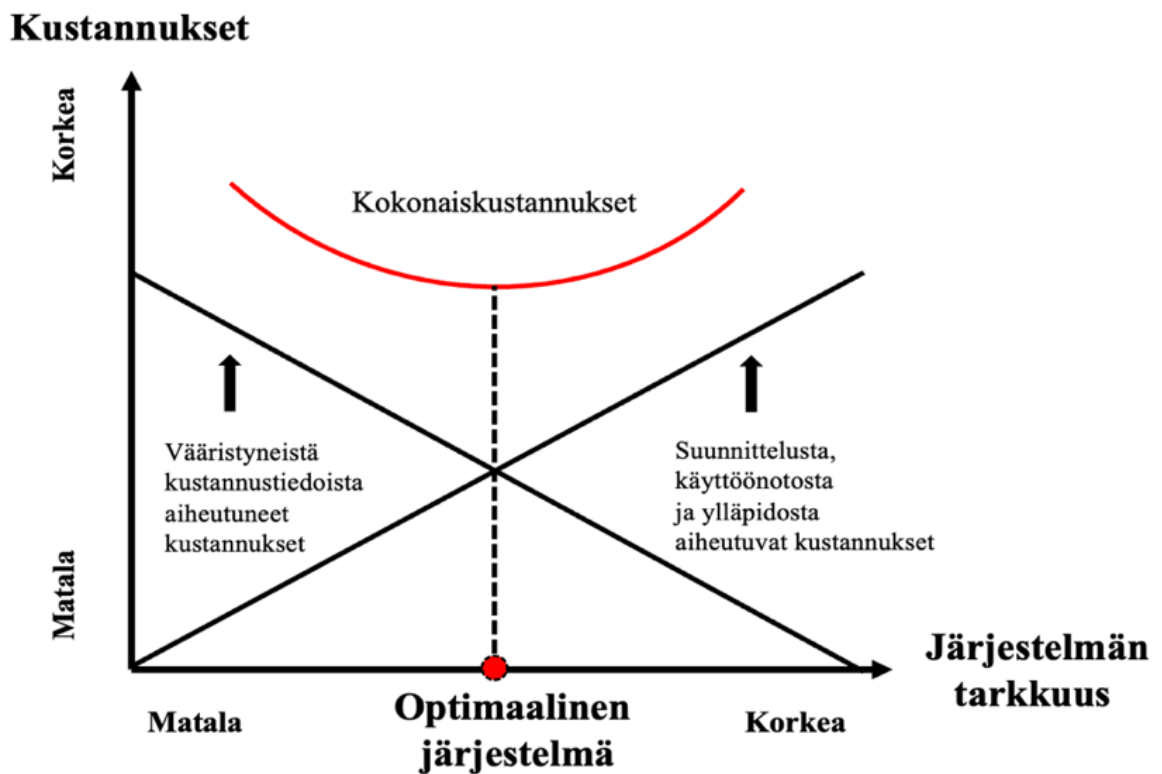 Kustannukset
Korkea
Kokonaiskustannukset
Vääristyneistä
kustannustiedoista
aiheutuneet
kustannukset
Suunnittelusta,
käyttöönotosta
ja ylläpidosta
aiheutuvat kustannukset
Matala
Järjestelmän
tarkkuus
Matala
Optimaalinen
järjestelmä
Korkea